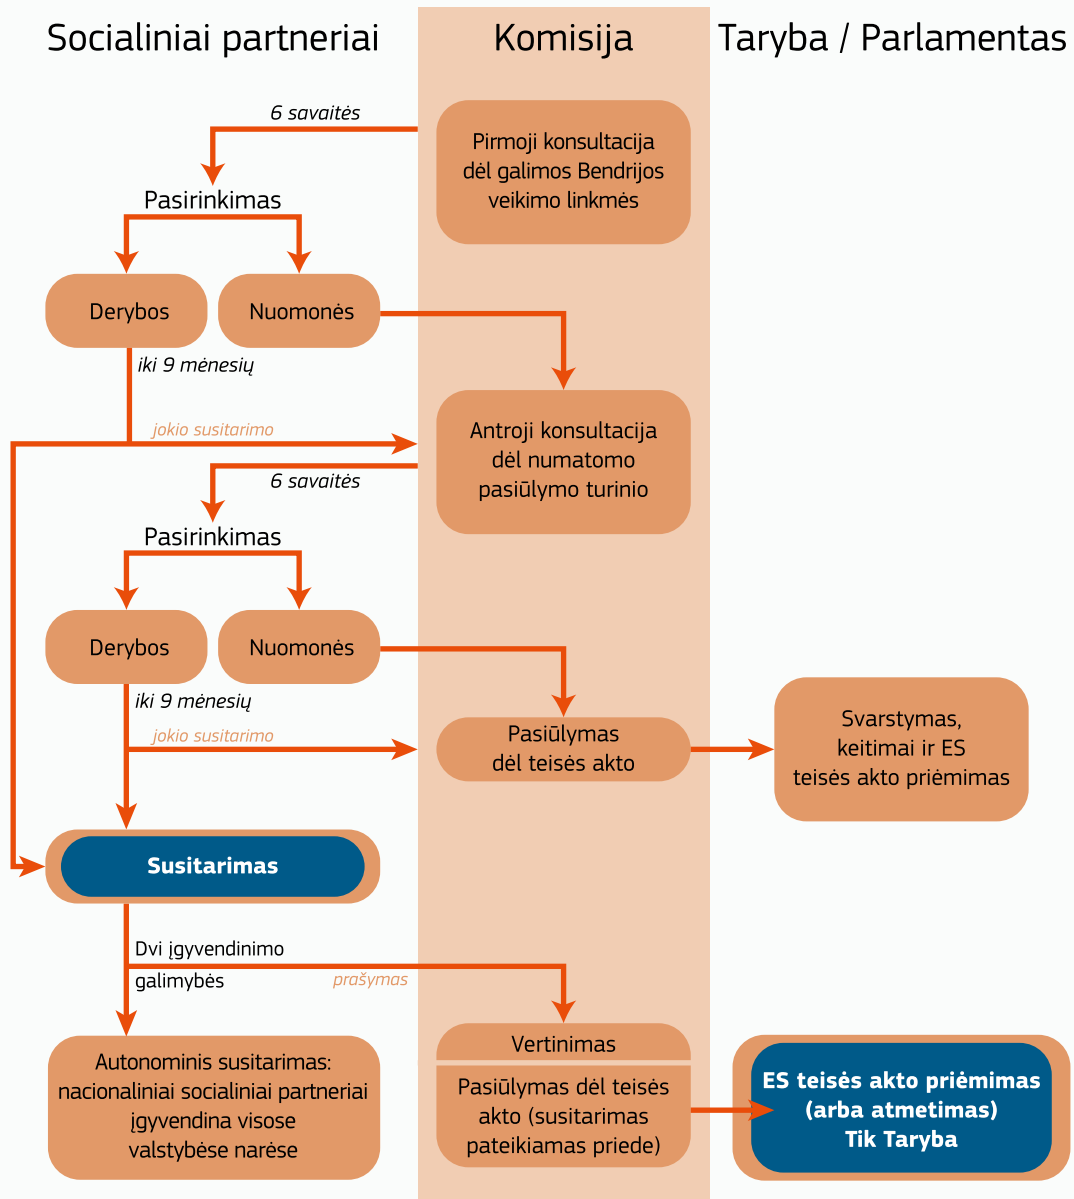 Socialiniai partneriai
Komisija
Taryba / Parlamentas
6 savaitės
Pirmoji konsultacija
dėl galimos Bendrijos
veikimo linkmės
Pasirinkimas
Derybos
Nuomonės
iki 9 mėnesių
jokio susitarimo
Antroji konsultacija
dėl numatomo
pasiūlymo turinio
6 savaitės
Pasirinkimas
Derybos
Nuomonės
iki 9 mėnesių
jokio susitarimo
Pasiūlymas
dėl teisės akto
Svarstymas,
keitimai ir ES
teisės akto priėmimas
Susitarimas
Dvi įgyvendinimo
galimybės
prašymas
Autonominis susitarimas:
nacionaliniai socialiniai partneriai
įgyvendina visose
valstybėse narėse
Vertinimas
Pasiūlymas dėl teisės
akto (susitarimas
pateikiamas priede)
ES teisės akto priėmimas
(arba atmetimas)
Tik Taryba